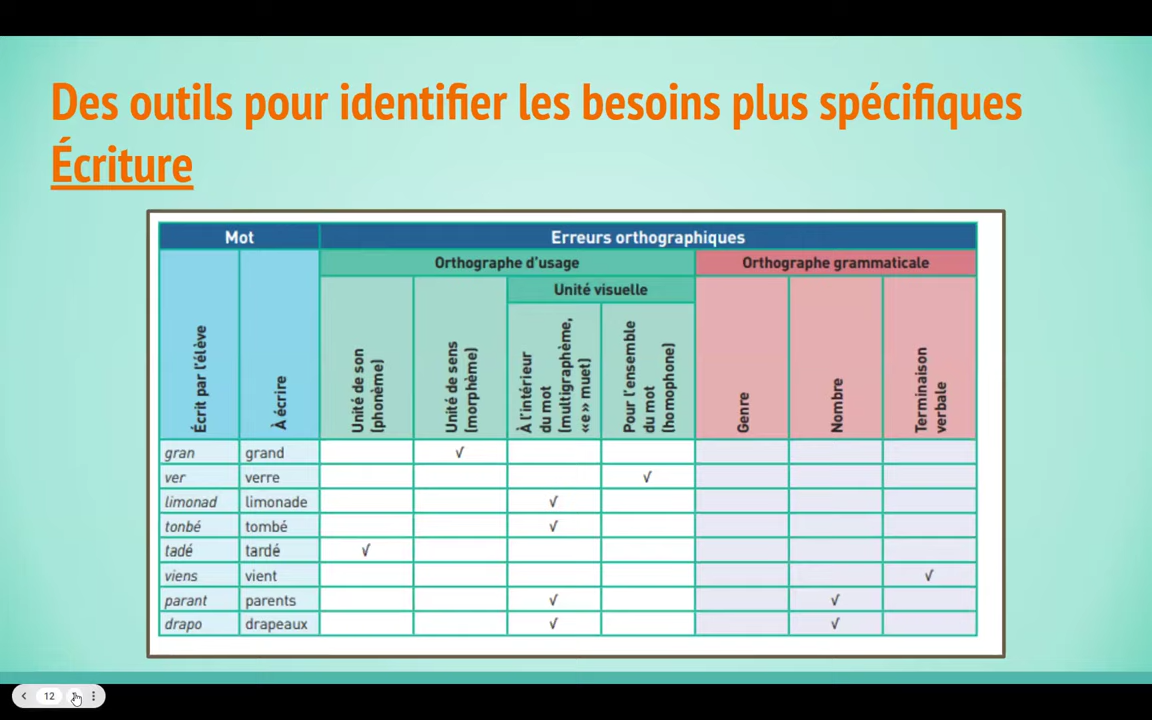 Des outils pour identifier les besoins plus spécifiques
Écriture
Mot Erreurs orthographiques
Orthographe d'usage Orthographe grammaticale
Unité visuelle
Écrit par l'élève
À écrire
Unité de son
(phonème)
Unité de sens
(morphème)
À l'intérieur
du mot
(multigraphème,
«e» muet)
Pour l'ensemble
du mot
(homophone)
Genre
Nombre
Terminaison
verbale
gran grand √
ver verre √
limonad limonade √
tonbé tombé √
tadé tardé √
viens vient √
parant parents √ √
drapo drapeaux √ √
12